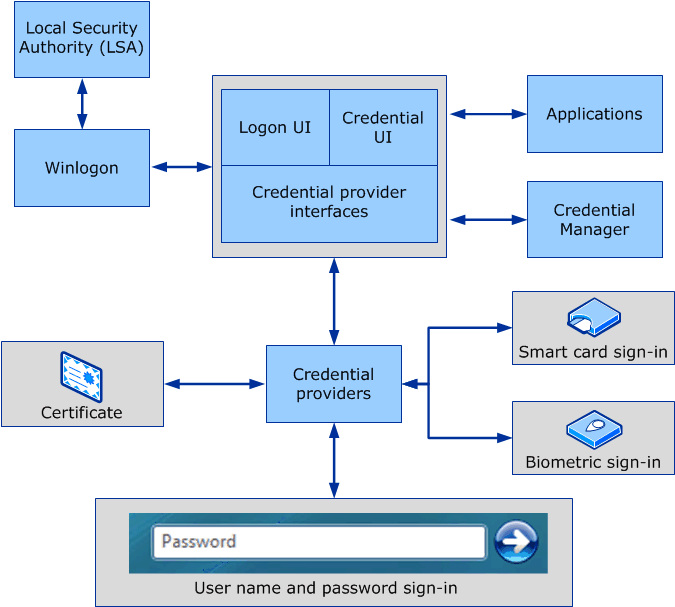 Local Security
Authority (LSA)
Winlogon
Logon UI
Credential
UI
Credential provider
interfaces
Applications
Credential
Manager
Smart card sign-in
Certificate
Credential
providers
Biometric sign-in
Password
User name and password sign-in